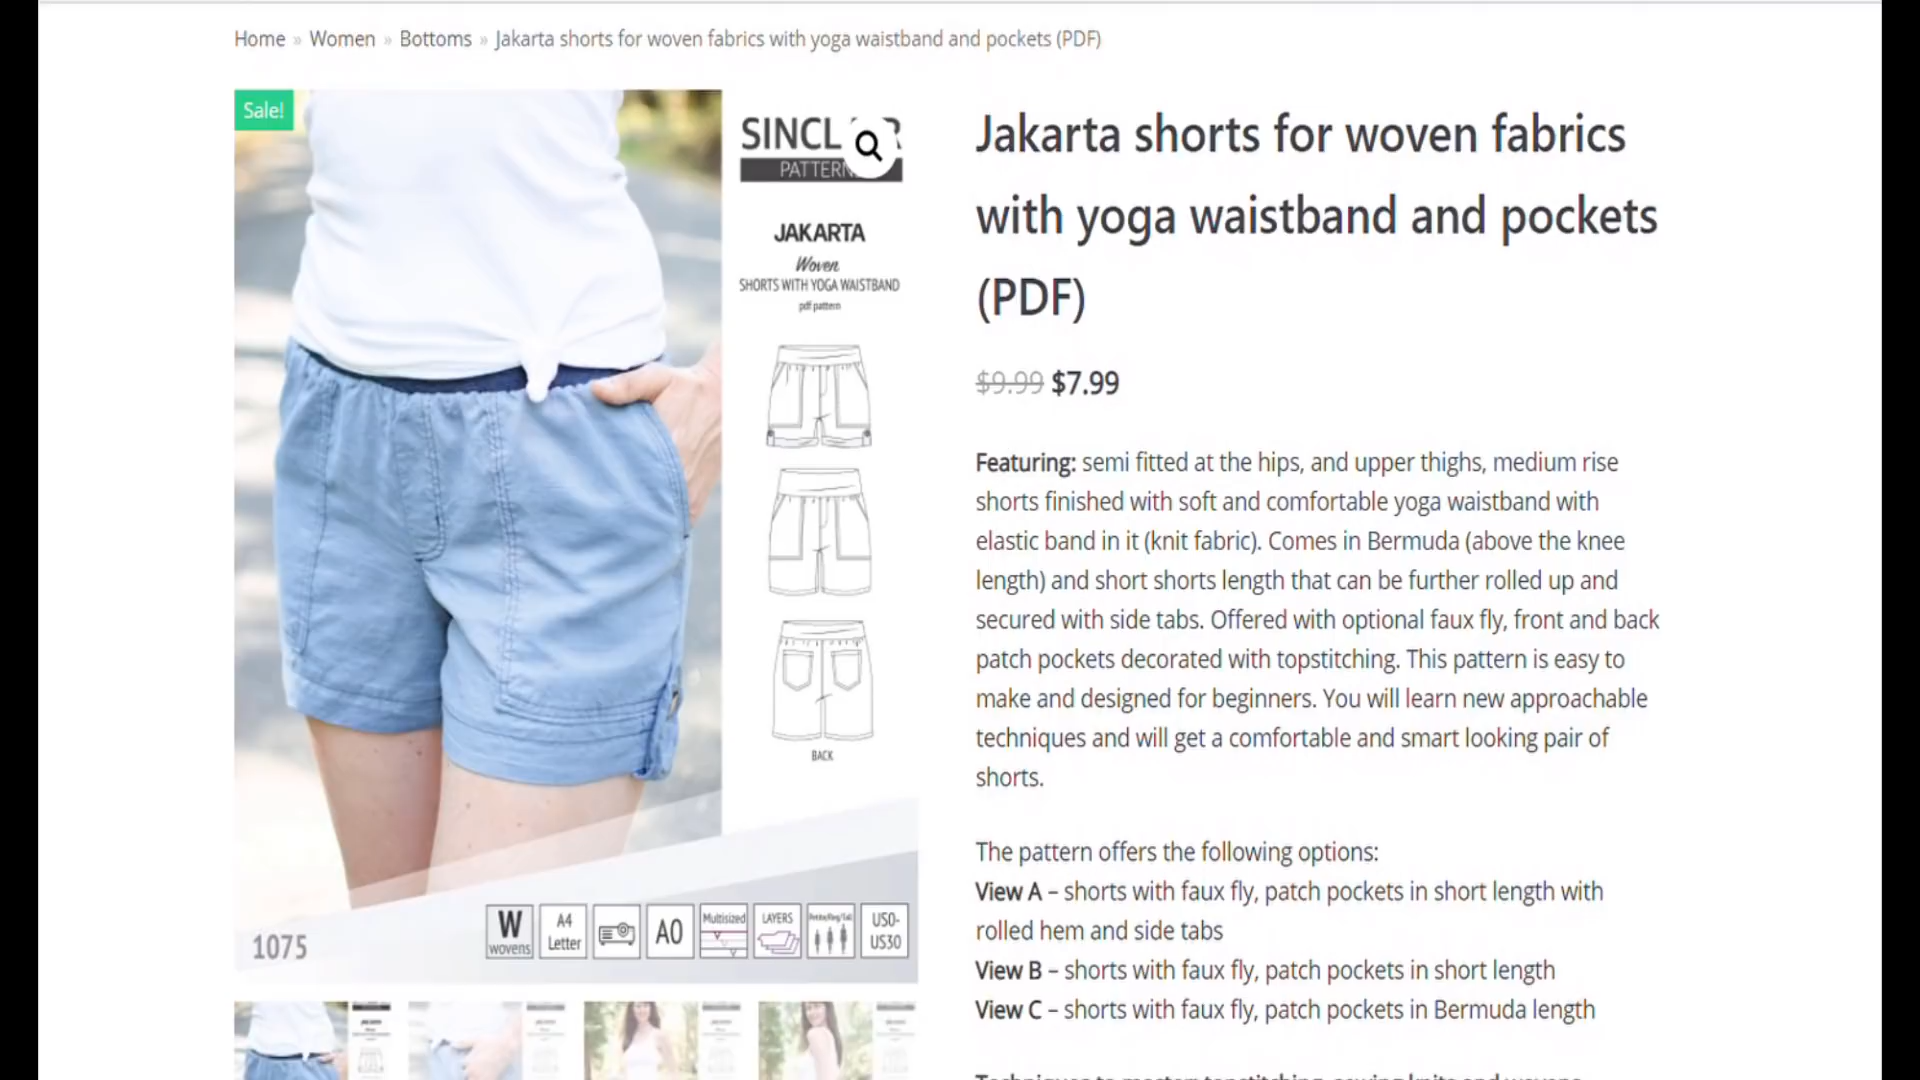 Home » Women » Bottoms » Jakarta shorts for woven fabrics with yoga waistband and pockets (PDF)
Sale!
PATTERN
JAKARTA
Woven
SHORTS WITH YOGA WAISTBAND
pdf pattern
BACK
1075
W
wovens
A4
Letter
A0
Multisized
LAYERS
Petite/Reg/Tall
US0-
US30
Jakarta shorts for woven fabrics
with yoga waistband and pockets
(PDF)
$9.99 $7.99
Featuring: semi fitted at the hips, and upper thighs, medium rise
shorts finished with soft and comfortable yoga waistband with
elastic band in it (knit fabric). Comes in Bermuda (above the knee
length) and short shorts length that can be further rolled up and
secured with side tabs. Offered with optional faux fly, front and back
patch pockets decorated with topstitching. This pattern is easy to
make and designed for beginners. You will learn new approachable
techniques and will get a comfortable and smart looking pair of
shorts.
The pattern offers the following options:
View A – shorts with faux fly, patch pockets in short length with
rolled hem and side tabs
View B – shorts with faux fly, patch pockets in short length
View C – shorts with faux fly, patch pockets in Bermuda length